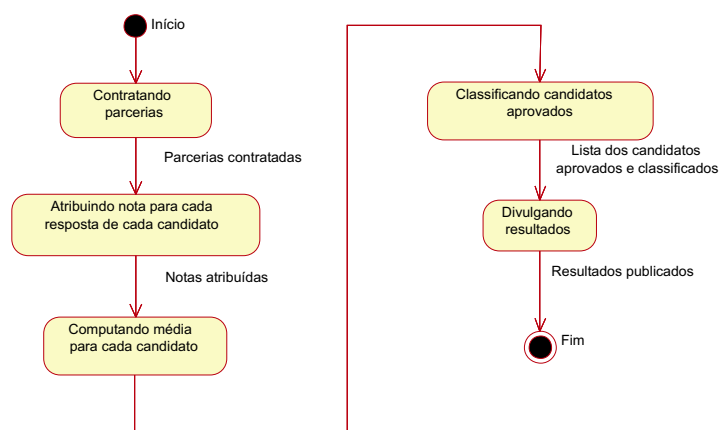 Início
Contratando
parcerias
Parcerias contratadas
Atribuindo nota para cada
resposta de cada candidato
Notas atribuídas
Computando média
para cada candidato
Classificando candidatos
aprovados
Lista dos candidatos
aprovados e classificados
Divulgando
resultados
Resultados publicados
Fim